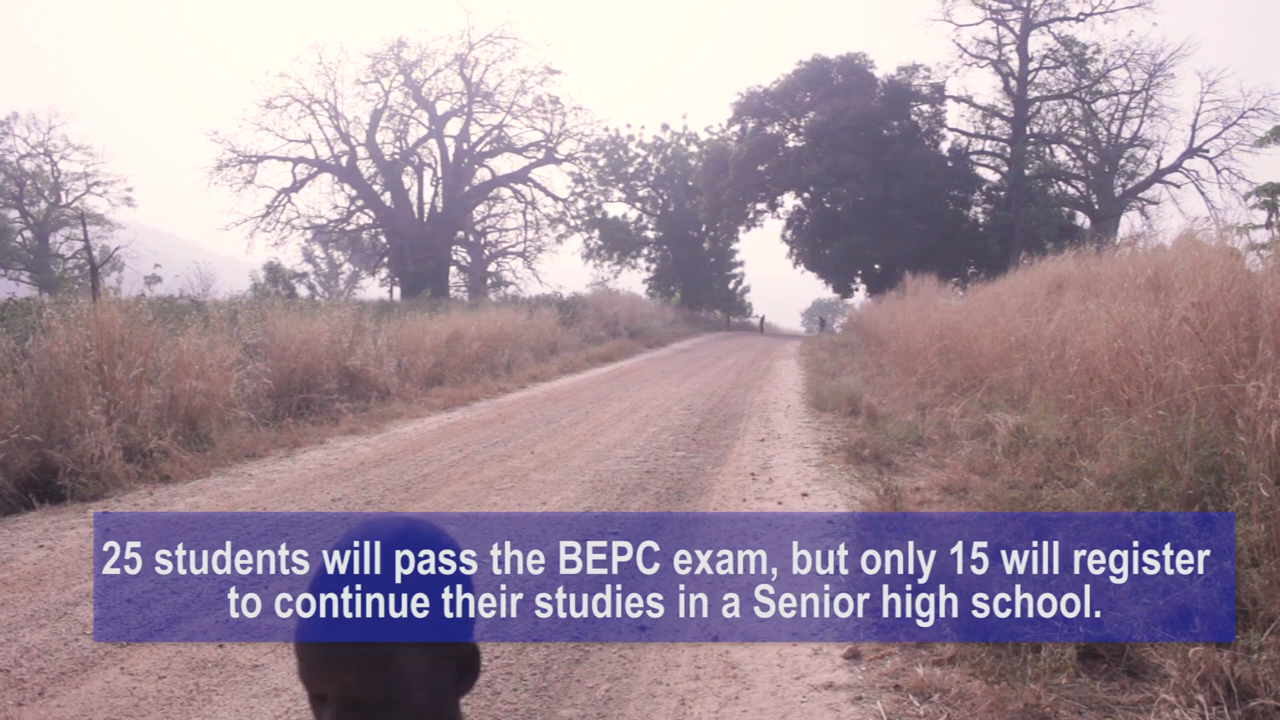 25 students will pass the BEPC exam, but only 15 will register
to continue their studies in a Senior high school.